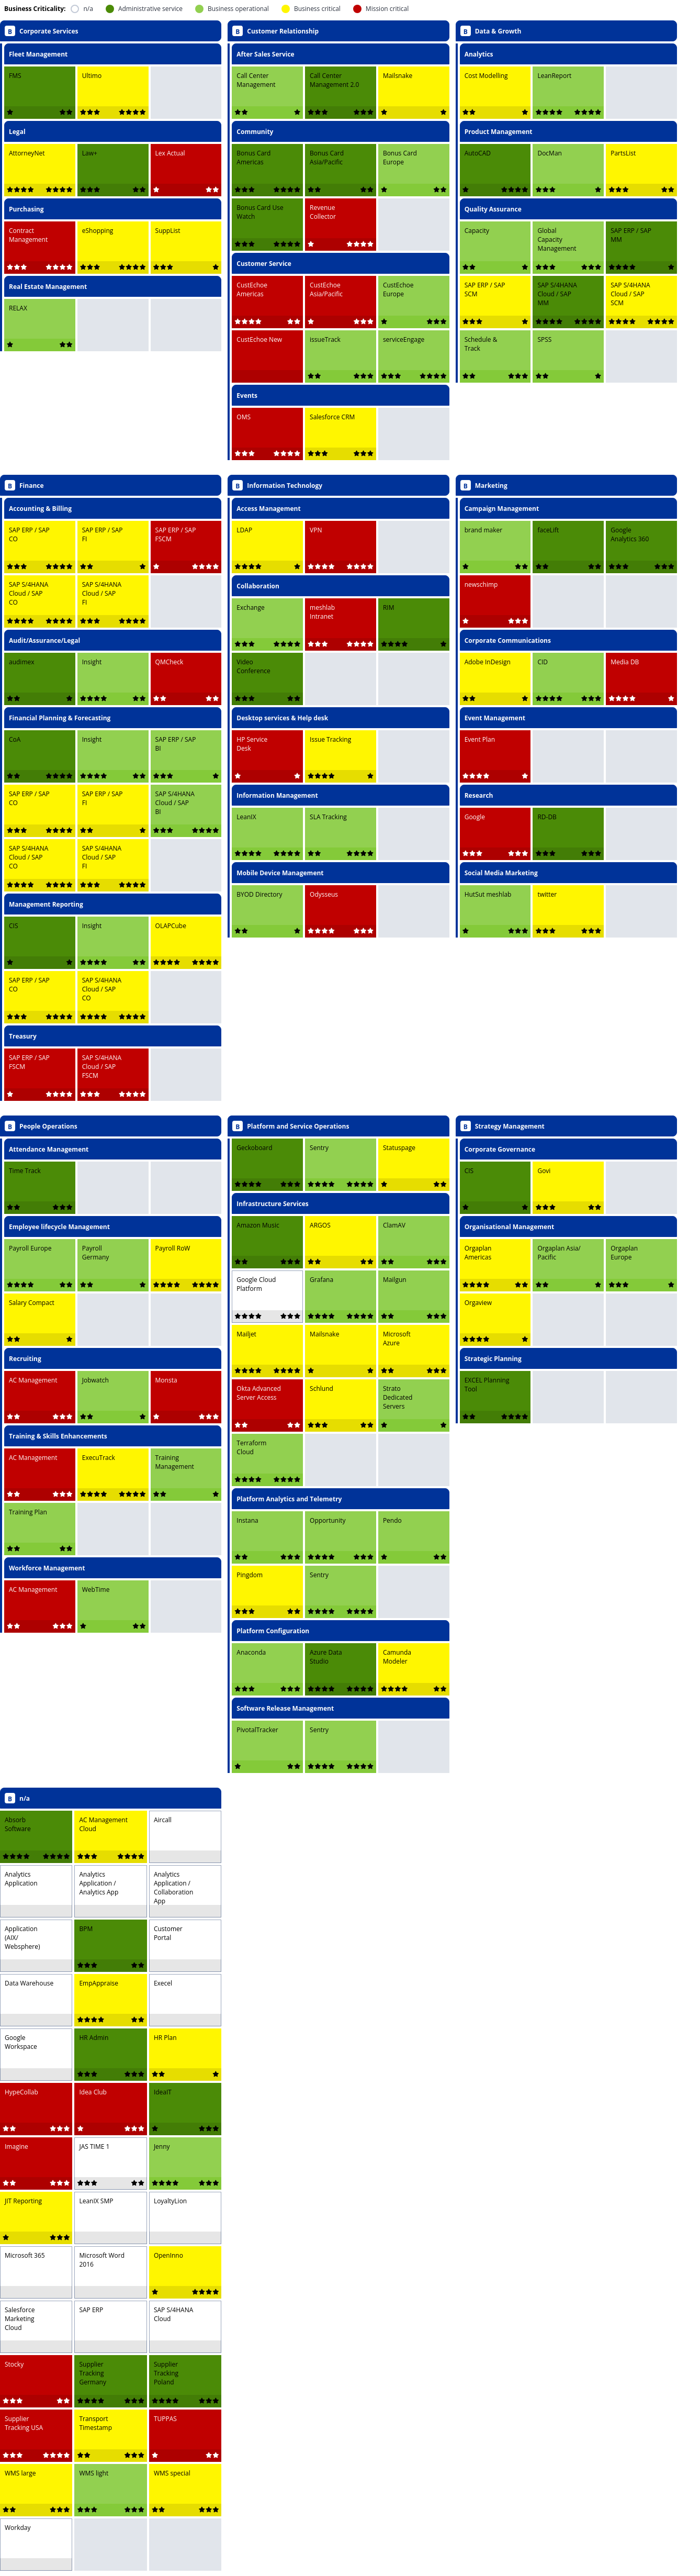 Business Criticality: n/a Administrative service Business operational Business critical Mission critical
B Corporate Services
Fleet Management
FMS
Ultimo
Legal
AttorneyNet
Law+
Lex Actual
Purchasing
Contract
Management
eShopping
SuppList
Real Estate Management
RELAX
B Customer Relationship
After Sales Service
Call Center
Management
Call Center
Management 2.0
Mailsnake
Community
Bonus Card
Americas
Bonus Card
Asia/Pacific
Bonus Card
Europe
Bonus Card Use
Watch
Revenue
Collector
Customer Service
CustEchoe
Americas
CustEchoe
Asia/Pacific
CustEchoe
Europe
CustEchoe New
issueTrack
serviceEngage
Events
OMS
Salesforce CRM
B Data & Growth
Analytics
Cost Modelling
LeanReport
Product Management
AutoCAD
DocMan
PartsList
Quality Assurance
Capacity
Global
Capacity
Management
SAP ERP / SAP
MM
SAP ERP / SAP
SCM
SAP S/4HANA
Cloud / SAP
MM
SAP S/4HANA
Cloud / SAP
SCM
Schedule &
Track
SPSS
B Finance
Accounting & Billing
SAP ERP / SAP
CO
SAP ERP / SAP
FI
SAP ERP / SAP
FSCM
SAP S/4HANA
Cloud / SAP
CO
SAP S/4HANA
Cloud / SAP
FI
Audit/Assurance/Legal
audimex
Insight
QMCheck
Financial Planning & Forecasting
CoA
Insight
SAP ERP / SAP
BI
SAP ERP / SAP
CO
SAP ERP / SAP
FI
SAP S/4HANA
Cloud / SAP
BI
SAP S/4HANA
Cloud / SAP
CO
SAP S/4HANA
Cloud / SAP
FI
Management Reporting
CIS
Insight
OLAPCube
SAP ERP / SAP
CO
SAP S/4HANA
Cloud / SAP
CO
Treasury
SAP ERP / SAP
FSCM
SAP S/4HANA
Cloud / SAP
FSCM
B Information Technology
Access Management
LDAP
VPN
Collaboration
Exchange
meshlab
Intranet
RIM
Video
Conference
Desktop services & Help desk
HP Service
Desk
Issue Tracking
Information Management
LeanIX
SLA Tracking
Mobile Device Management
BYOD Directory
Odysseus
B Marketing
Campaign Management
brand maker
faceLift
Google
Analytics 360
newschimp
Corporate Communications
Adobe InDesign
CID
Media DB
Event Management
Event Plan
Research
Google
RD-DB
Social Media Marketing
HutSut meshlab
twitter
B People Operations
Attendance Management
Time Track
Employee lifecycle Management
Payroll Europe
Payroll
Germany
Payroll RoW
Salary Compact
Recruiting
AC Management
Jobwatch
Monsta
Training & Skills Enhancements
AC Management
ExecuTrack
Training
Management
Training Plan
Workforce Management
AC Management
WebTime
B Platform and Service Operations
Geckoboard
Sentry
Statuspage
Infrastructure Services
Amazon Music
ARGOS
ClamAV
Google Cloud
Platform
Grafana
Mailgun
Mailjet
Mailsnake
Microsoft
Azure
Okta Advanced
Server Access
Schlund
Strato
Dedicated
Servers
Terraform
Cloud
Platform Analytics and Telemetry
Instana
Opportunity
Pendo
Pingdom
Sentry
Platform Configuration
Anaconda
Azure Data
Studio
Camunda
Modeler
Software Release Management
PivotalTracker
Sentry
B Strategy Management
Corporate Governance
CIS
Govi
Organisational Management
Orgaplan
Americas
Orgaplan Asia/
Pacific
Orgaplan
Europe
Orgaview
Strategic Planning
EXCEL Planning
Tool
B n/a
Absorb
Software
AC Management
Cloud
Aircall
Analytics
Application
Analytics
Application /
Analytics App
Analytics
Application /
Collaboration
App
Application
(AIX/
Websphere)
BPM
Customer
Portal
Data Warehouse
EmpAppraise
Execel
Google
Workspace
HR Admin
HR Plan
HypeCollab
Idea Club
IdeaIT
Imagine
JAS TIME 1
Jenny
JIT Reporting
LeanIX SMP
LoyaltyLion
Microsoft 365
Microsoft Word
2016
OpenInno
Salesforce
Marketing
Cloud
SAP ERP
SAP S/4HANA
Cloud
Stocky
Supplier
Tracking
Germany
Supplier
Tracking
Poland
Supplier
Tracking USA
Transport
Timestamp
TUPPAS
WMS large
WMS light
WMS special
Workday